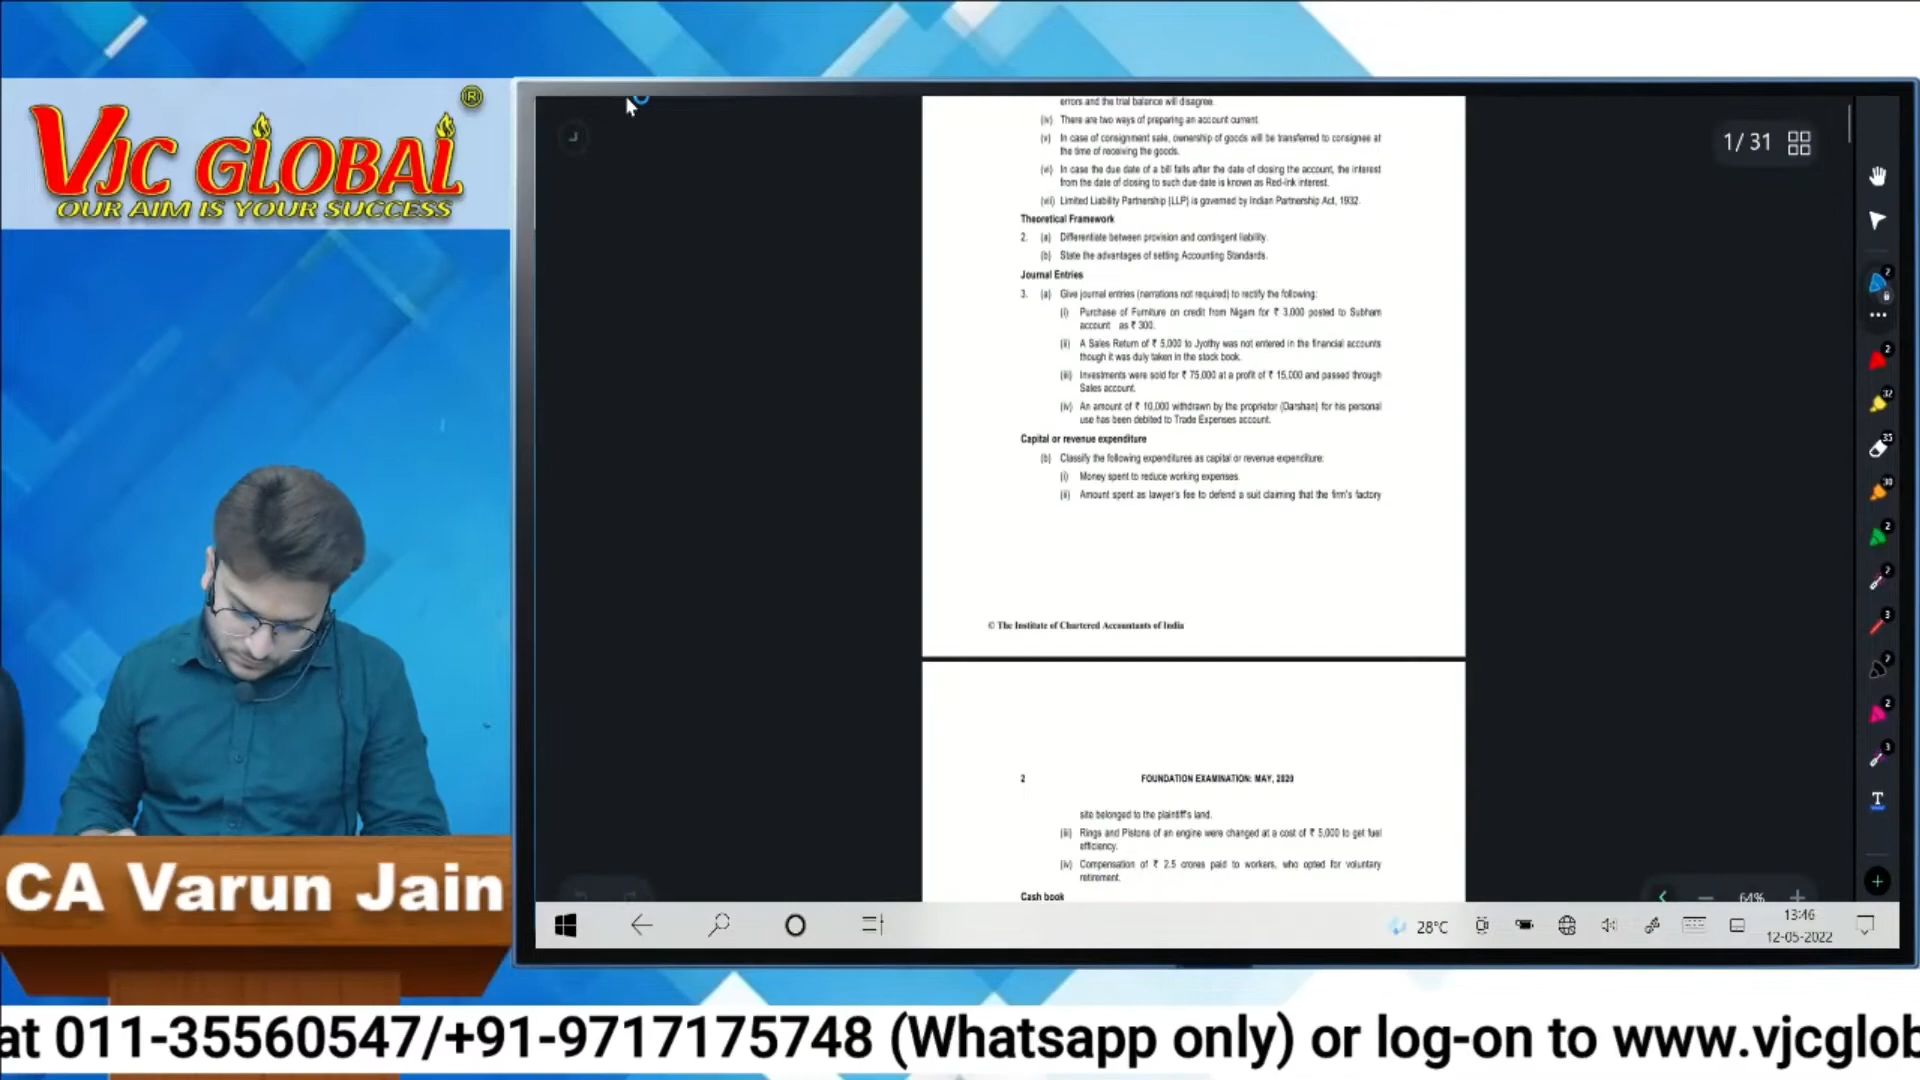 VJC GLOBAL ®
OUR AIM IS YOUR SUCCESS
CA Varun Jain
errors and the trial balance will disagree.
(iv) There are two ways of preparing an account current.
(v) In case of consignment sale, ownership of goods will be transferred to consignee at
the time of receiving the goods.
(vi) In case the due date of a bill falls after the date of closing the account, the interest
from the date of closing to such due date is known as Red-Ink interest.
(vii) Limited Liability Partnership (LLP) is governed by Indian Partnership Act, 1932.
Theoretical Framework
2. (a) Differentiate between provision and contingent liability.
(b) State the advantages of setting Accounting Standards.
Journal Entries
3. (a) Give journal entries (narrations not required) to rectify the following:
(i) Purchase of Furniture on credit from Nigam for ₹ 3,000 posted to Subham
account as ₹ 300.
(ii) A Sales Return of ₹ 5,000 to Jyothy was not entered in the financial accounts
though it was duly taken in the stock book.
(iii) Investments were sold for ₹ 75,000 at a profit of ₹ 15,000 and passed through
Sales account.
(iv) An amount of ₹ 10,000 withdrawn by the proprietor (Darshan) for his personal
use has been debited to Trade Expenses account.
Capital or revenue expenditure
(b) Classify the following expenditures as capital or revenue expenditure:
(i) Money spent to reduce working expenses.
(ii) Amount spent as lawyer's fee to defend a suit claiming that the firm's factory
© The Institute of Chartered Accountants of India
2 FOUNDATION EXAMINATION: MAY, 2020
site belonged to the plaintiff's land.
(iii) Rings and Pistons of an engine were changed at a cost of ₹ 5,000 to get fuel
efficiency.
(iv) Compensation of ₹ 2.5 crores paid to workers, who opted for voluntary
retirement.
Cash book
1/ 31
2
2
32
35
30
2
7
3
7
2
3
T
64%
28°C
13:46
12-05-2022
at 011-35560547/+91-9717175748 (Whatsapp only) or log-on to www.vjcglob